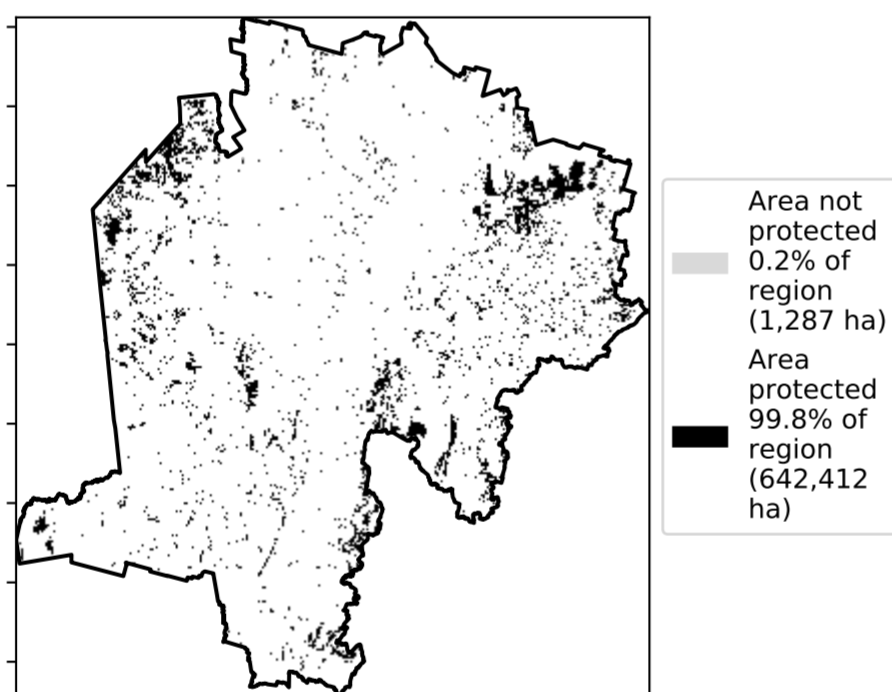 Area not
protected
0.2% of
region
(1,287 ha)
Area
protected
99.8% of
region
(642,412
ha)